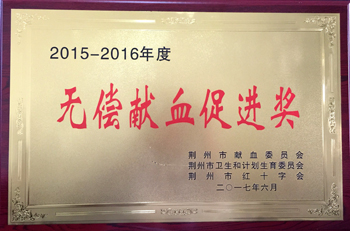 2015-2016年度
无偿献血促进奖
荆州市献血委员会
荆州市卫生和计划生育委员会
荆州市红十字会
二〇一七年六月